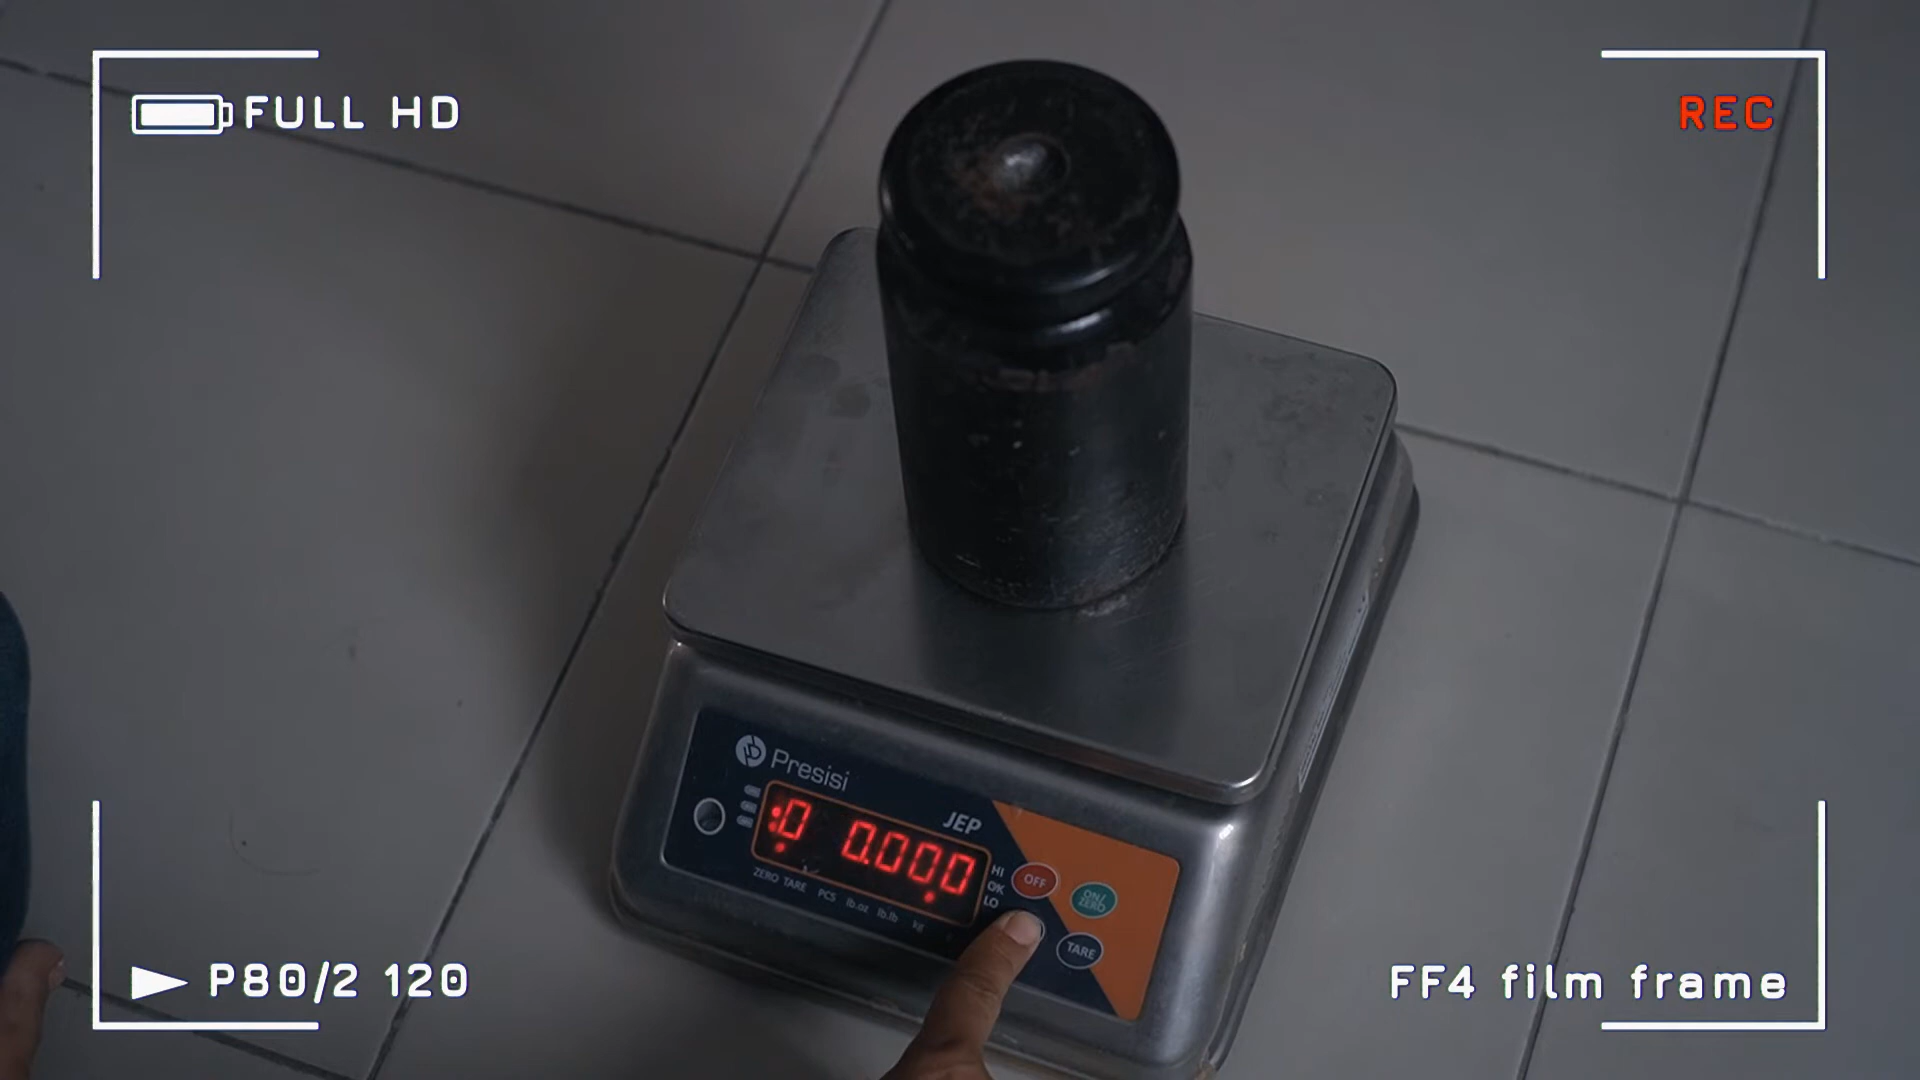 FULL HD
REC
Presisi
JEP
:0 0.000
HI
OK
LO
OFF
ON/
ZERO
TARE
ZERO TARE PCS lb.oz lb.lb kg
P80/2 120
FF4 film frame